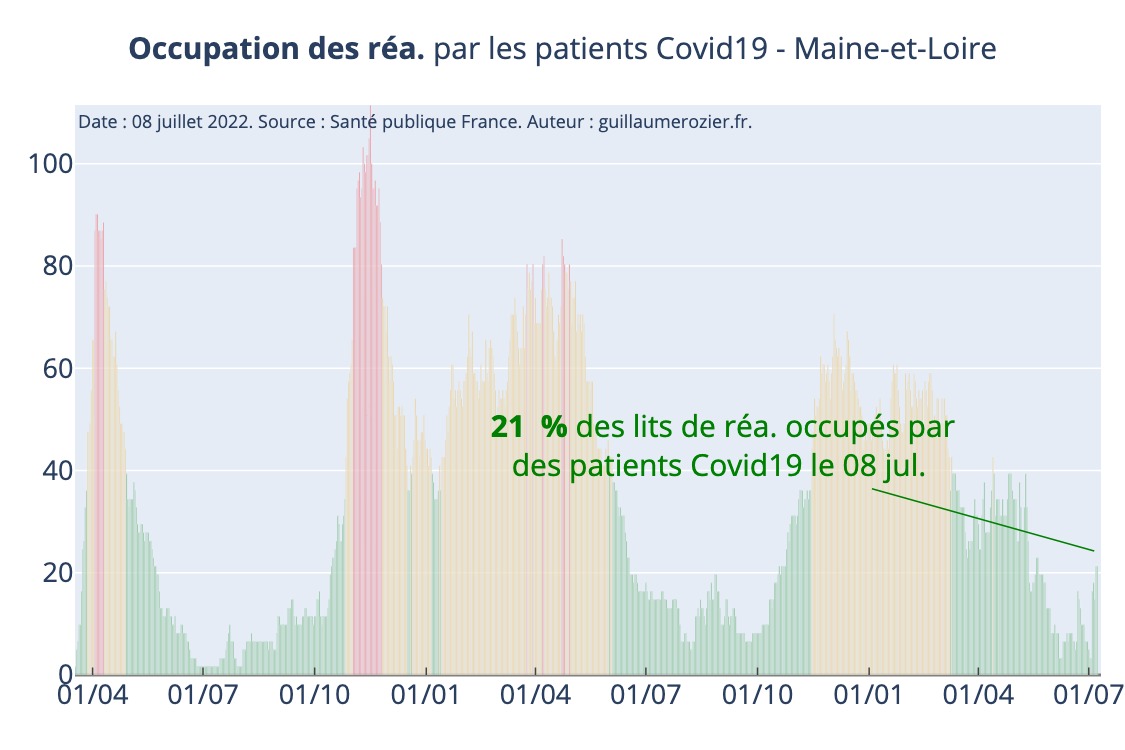 Occupation des réa. par les patients Covid19 - Maine-et-Loire
Date : 08 juillet 2022. Source : Santé publique France. Auteur : guillaumerozier.fr.
100
80
60
21 % des lits de réa. occupés par
des patients Covid19 le 08 jul.
40
20
0
01/04 01/07 01/10 01/01 01/04 01/07 01/10 01/01 01/04 01/07